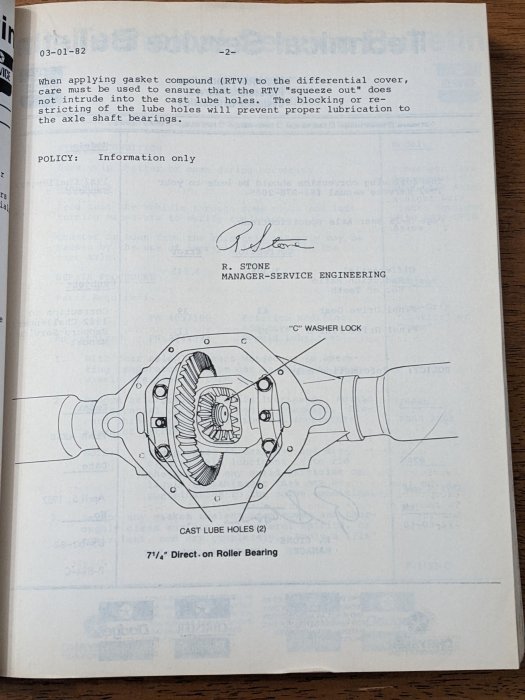 03-01-82
-2-
When applying gasket compound (RTV) to the differential cover,
care must be used to ensure that the RTV "squeeze out" does
not intrude into the cast lube holes. The blocking or re-
stricting of the lube holes will prevent proper lubrication to
the axle shaft bearings.
POLICY: Information only
R. Stone
R. STONE
MANAGER-SERVICE ENGINEERING
"C" WASHER LOCK
CAST LUBE HOLES (2)
7 1/4" Direct-on Roller Bearing